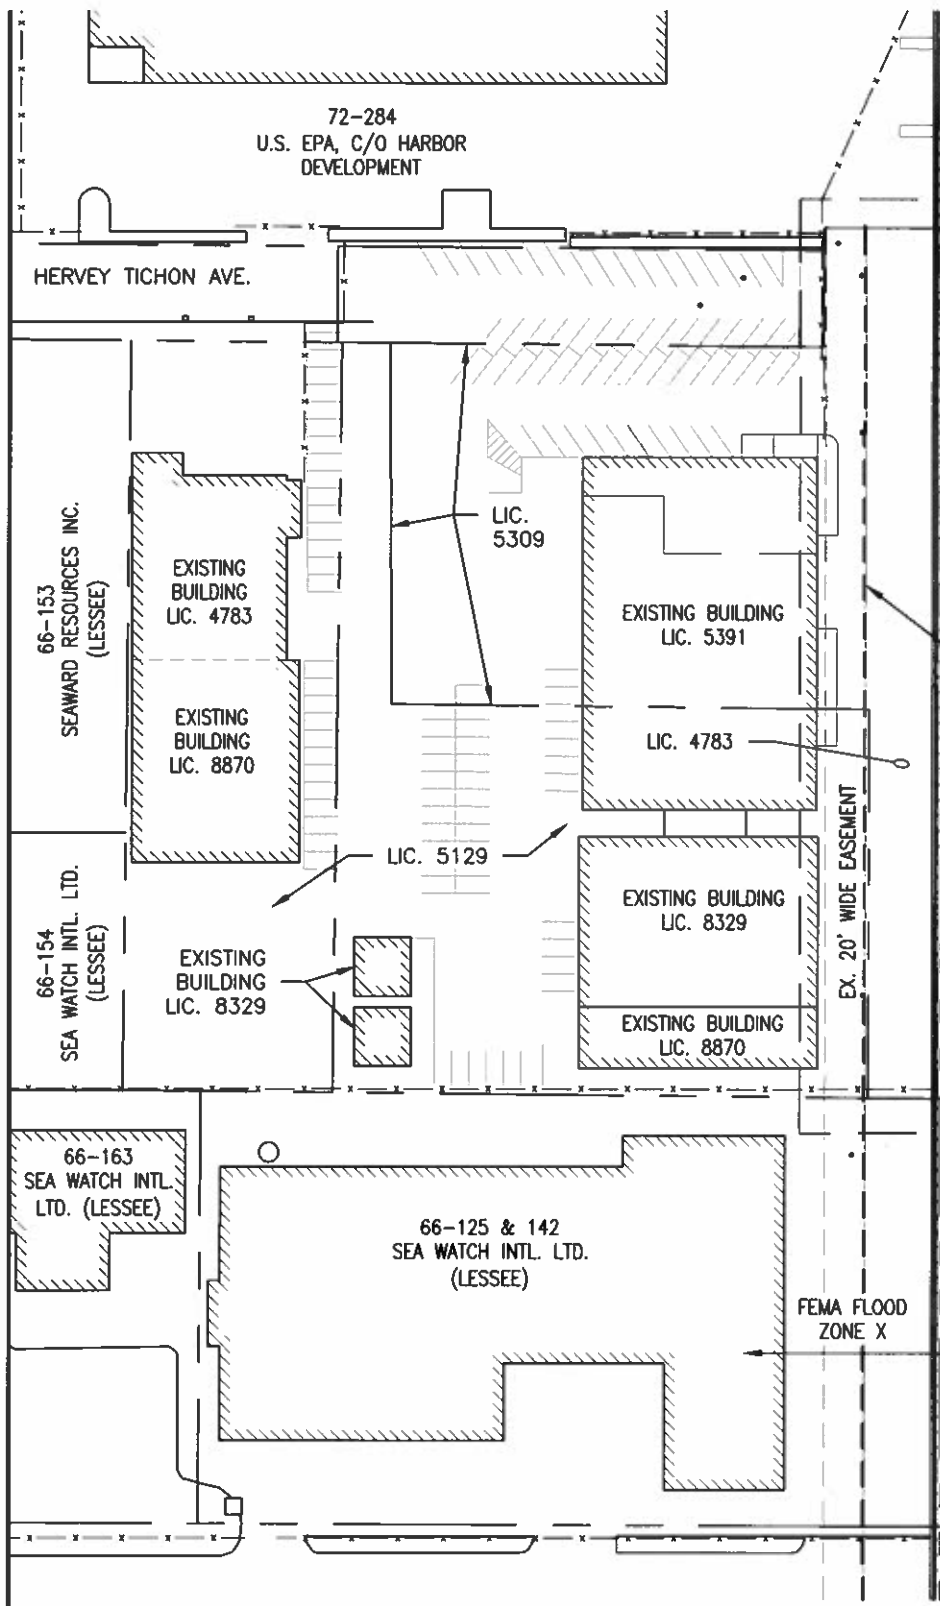 72-284
U.S. EPA, C/O HARBOR
DEVELOPMENT
HERVEY TICHON AVE.
66-153
SEAWARD RESOURCES INC.
(LESSEE)
EXISTING
BUILDING
LIC. 4783
EXISTING
BUILDING
LIC. 8870
LIC.
5309
EXISTING BUILDING
LIC. 5391
LIC. 4783
LIC. 5129
66-154
SEA WATCH INTL. LTD.
(LESSEE)
EXISTING
BUILDING
LIC. 8329
EXISTING BUILDING
LIC. 8329
EXISTING BUILDING
LIC. 8870
EX. 20' WIDE EASEMENT
66-163
SEA WATCH INTL.
LTD. (LESSEE)
66-125 & 142
SEA WATCH INTL. LTD.
(LESSEE)
FEMA FLOOD
ZONE X